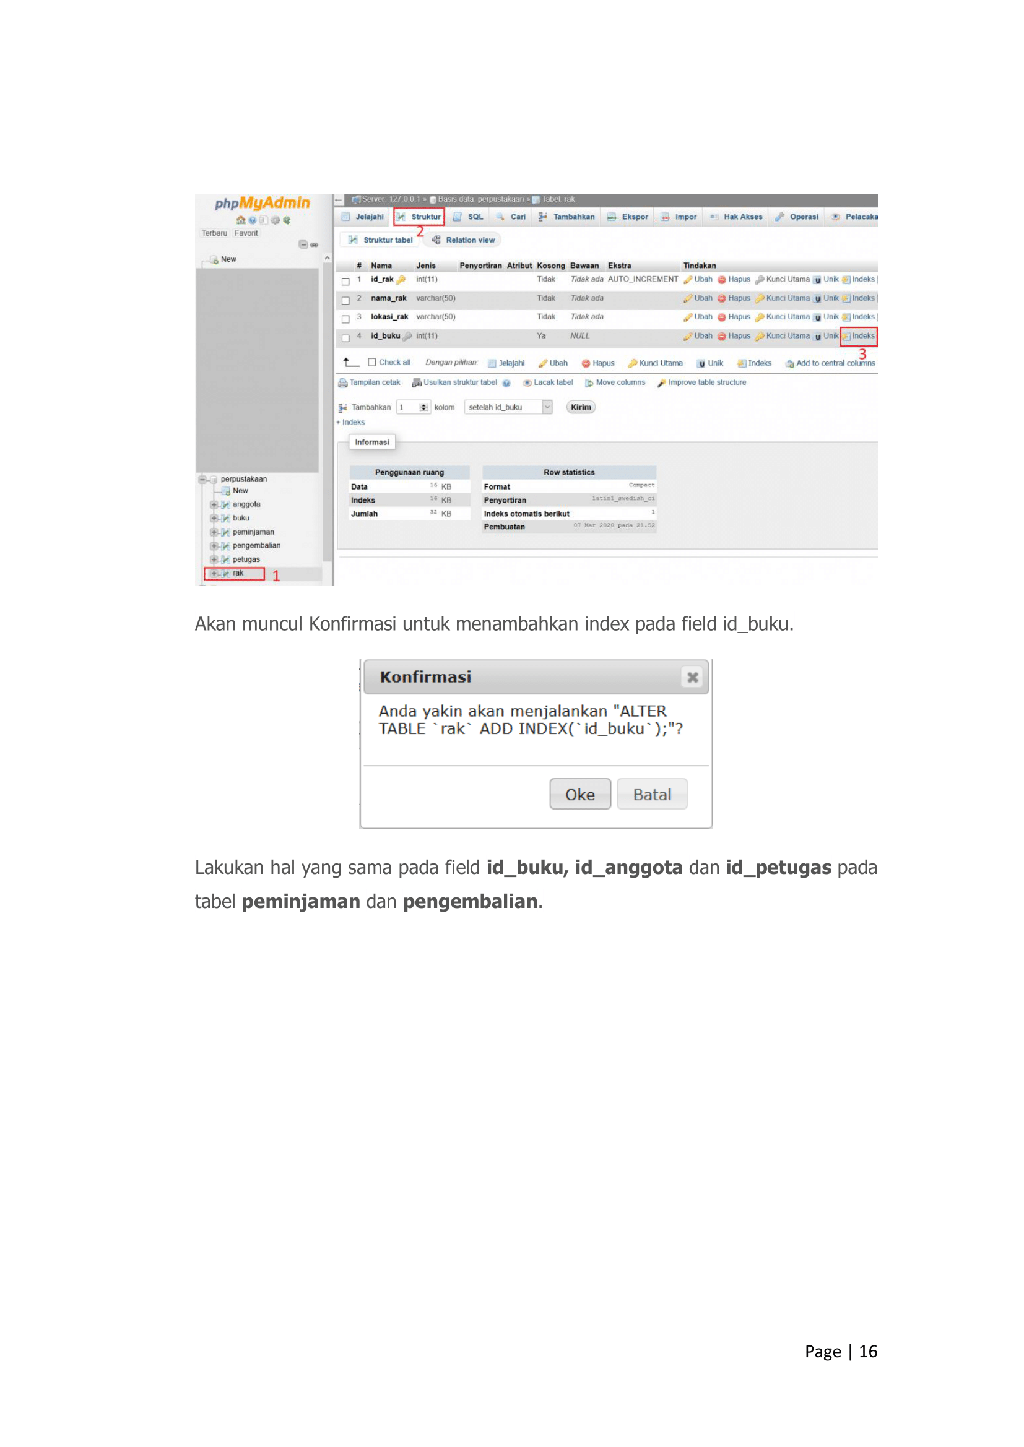 phpMyAdmin
Terbaru Favorit
New
perpustakaan
New
anggota
buku
peminjaman
pengembalian
petugas
rak 1
Server: 127.0.0.1 » Basis data: perpustakaan » Tabel: rak
Jelajahi Struktur SQL Cari Tambahkan Ekspor Impor Hak Akses Operasi Pelacaka
2
Struktur tabel Relation view
# Nama Jenis Penyortiran Atribut Kosong Bawaan Ekstra Tindakan
1 id_rak int(11) Tidak Tidak ada AUTO_INCREMENT Ubah Hapus Kunci Utama Unik Indeks
2 nama_rak varchar(50) Tidak Tidak ada Ubah Hapus Kunci Utama Unik Indeks
3 lokasi_rak varchar(50) Tidak Tidak ada Ubah Hapus Kunci Utama Unik Indeks
4 id_buku int(11) Ya NULL Ubah Hapus Kunci Utama Unik Indeks
3
Check all Dengan pilihan: Jelajahi Ubah Hapus Kunci Utama Unik Indeks Add to central columns
Tampilan cetak Usulkan struktur tabel Lacak tabel Move columns Improve table structure
Tambahkan 1 kolom setelah id_buku Kirim
+ Indeks
Informasi
Penggunaan ruang
Data 16 KB
Indeks 16 KB
Jumlah 32 KB
Row statistics
Format Compact
Penyortiran latin1_swedish_ci
Indeks otomatis berikut 1
Pembuatan 07 Mar 2020 pada 20.52
Akan muncul Konfirmasi untuk menambahkan index pada field id_buku.
Konfirmasi
Anda yakin akan menjalankan "ALTER
TABLE `rak` ADD INDEX(`id_buku`);"?
Oke Batal
Lakukan hal yang sama pada field id_buku, id_anggota dan id_petugas pada
tabel peminjaman dan pengembalian.
Page | 16